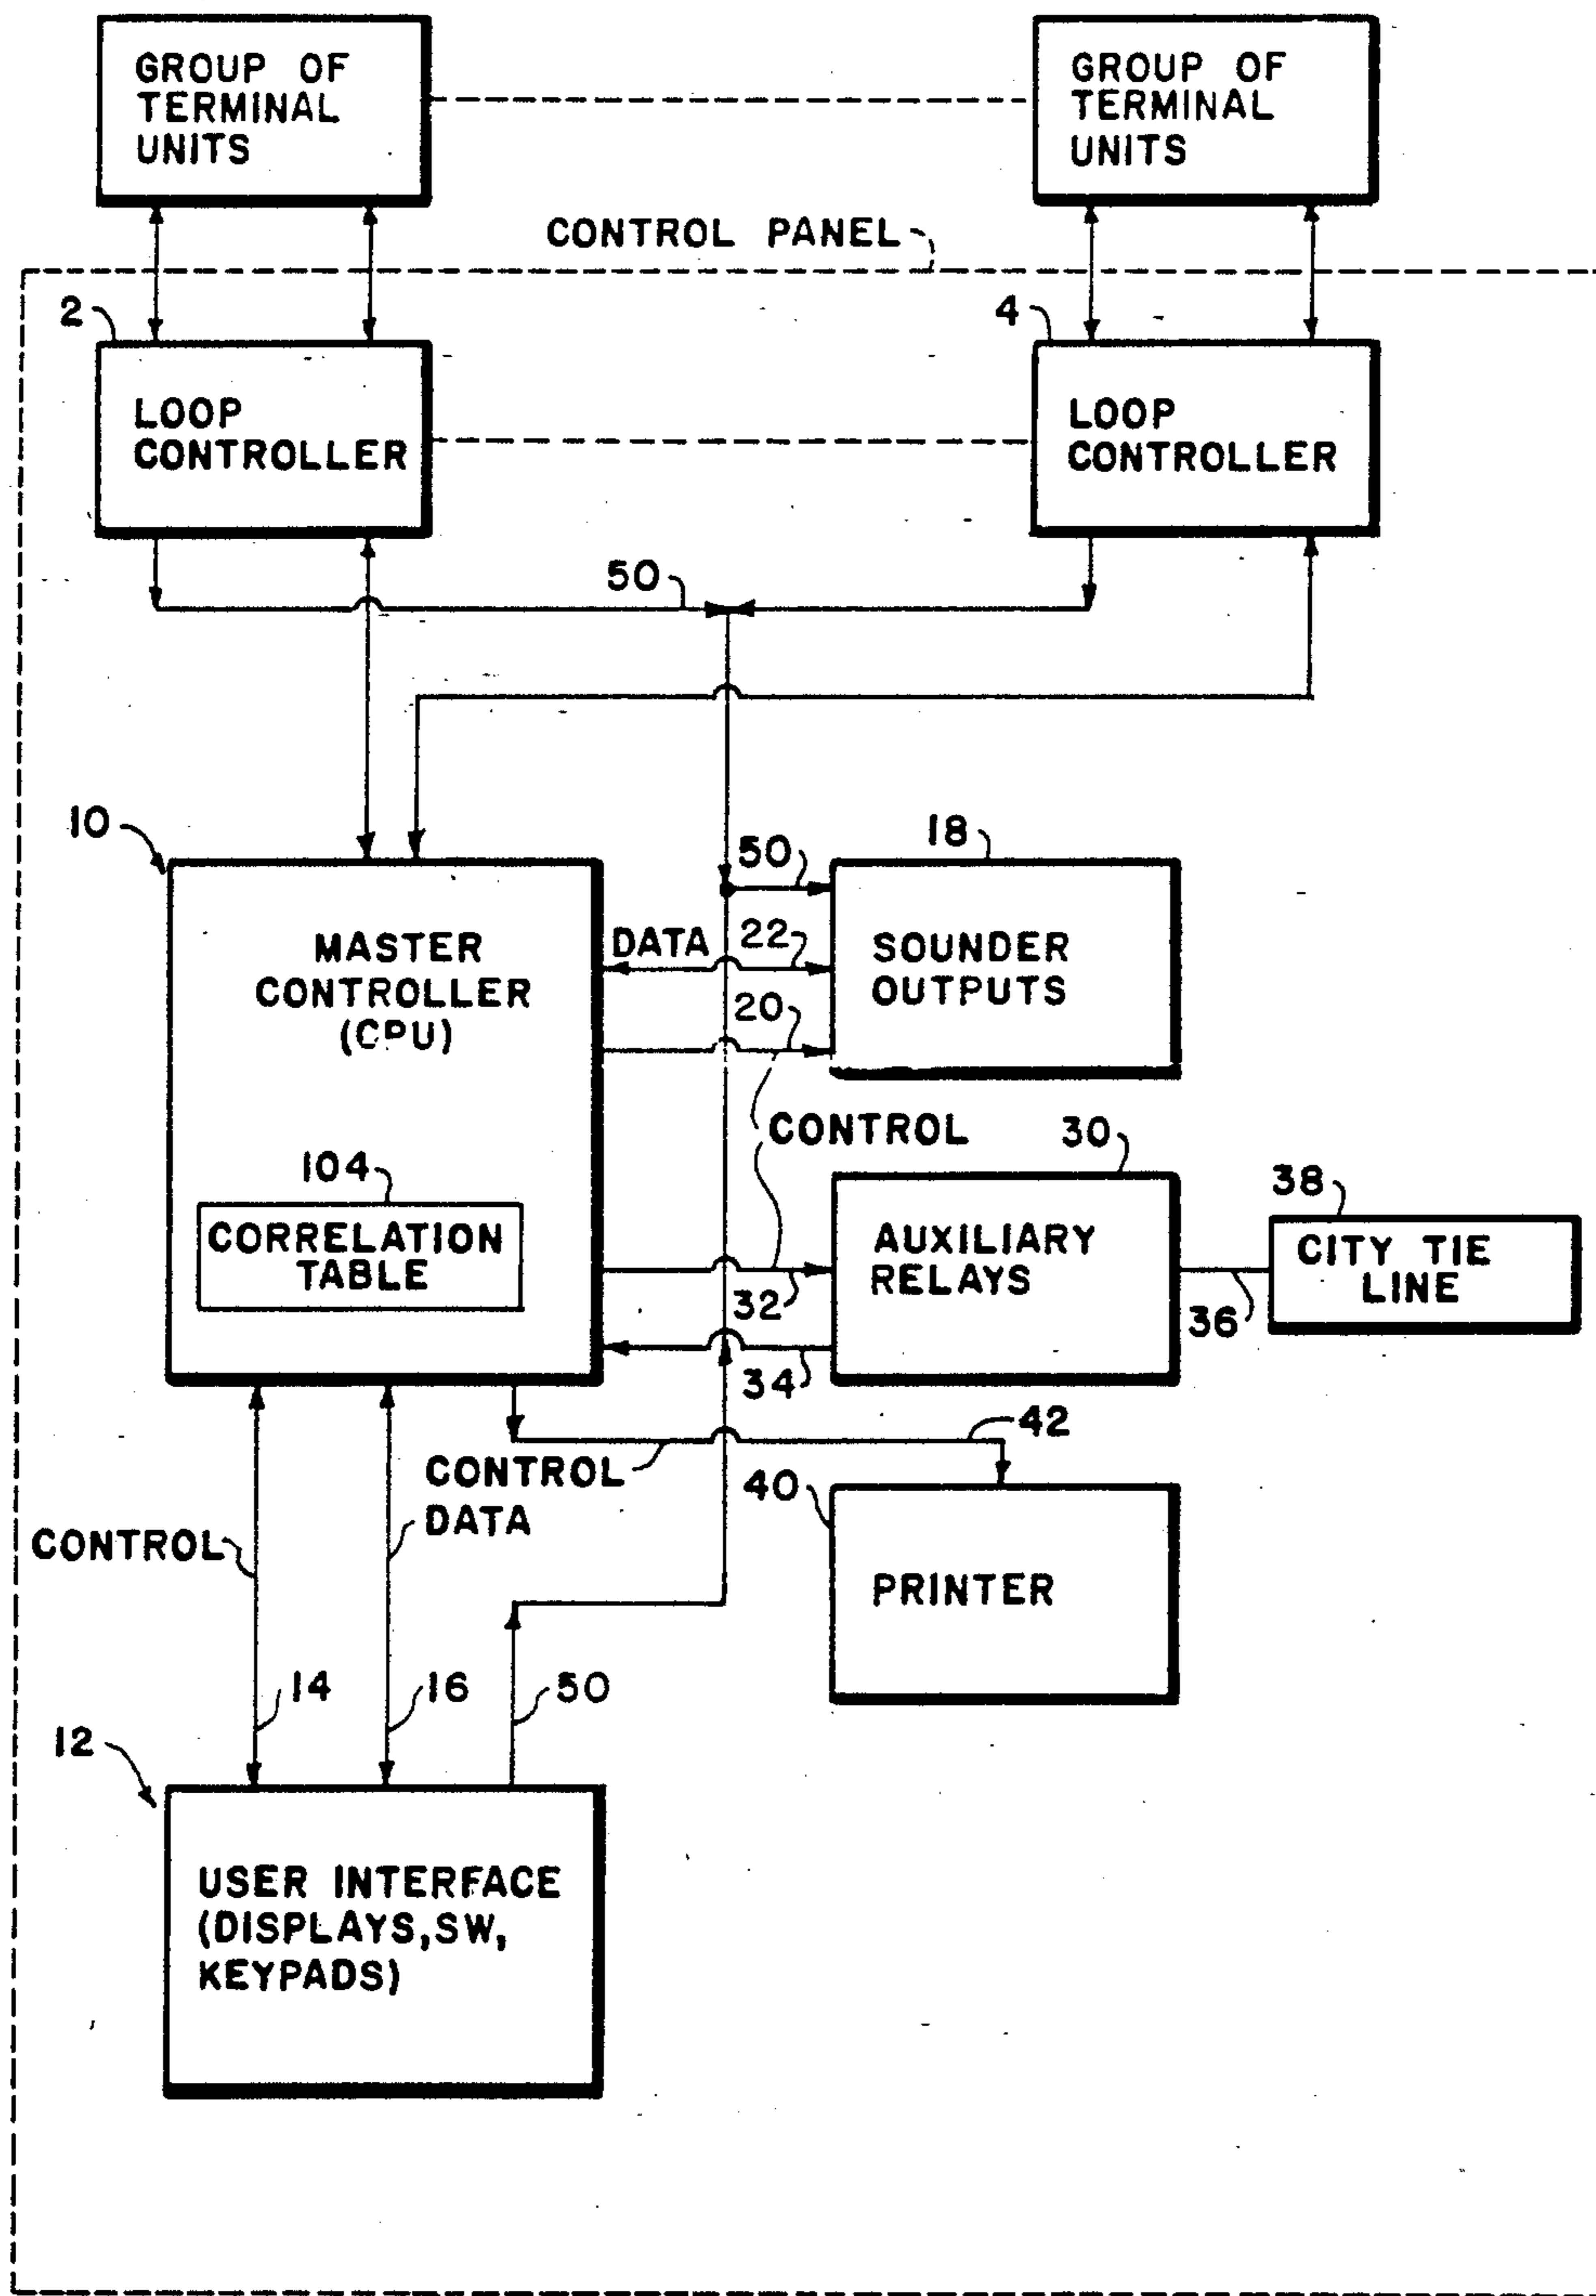 GROUP OF
TERMINAL
UNITS
GROUP OF
TERMINAL
UNITS
CONTROL PANEL
2
LOOP
CONTROLLER
4
LOOP
CONTROLLER
50
10
MASTER
CONTROLLER
(CPU)
50
18
DATA
22
SOUNDER
OUTPUTS
20
CONTROL
104
CORRELATION
TABLE
30
AUXILIARY
RELAYS
32
34
36
38
CITY TIE
LINE
42
CONTROL
DATA
40
PRINTER
CONTROL
14
16
50
12
USER INTERFACE
(DISPLAYS,SW,
KEYPADS)